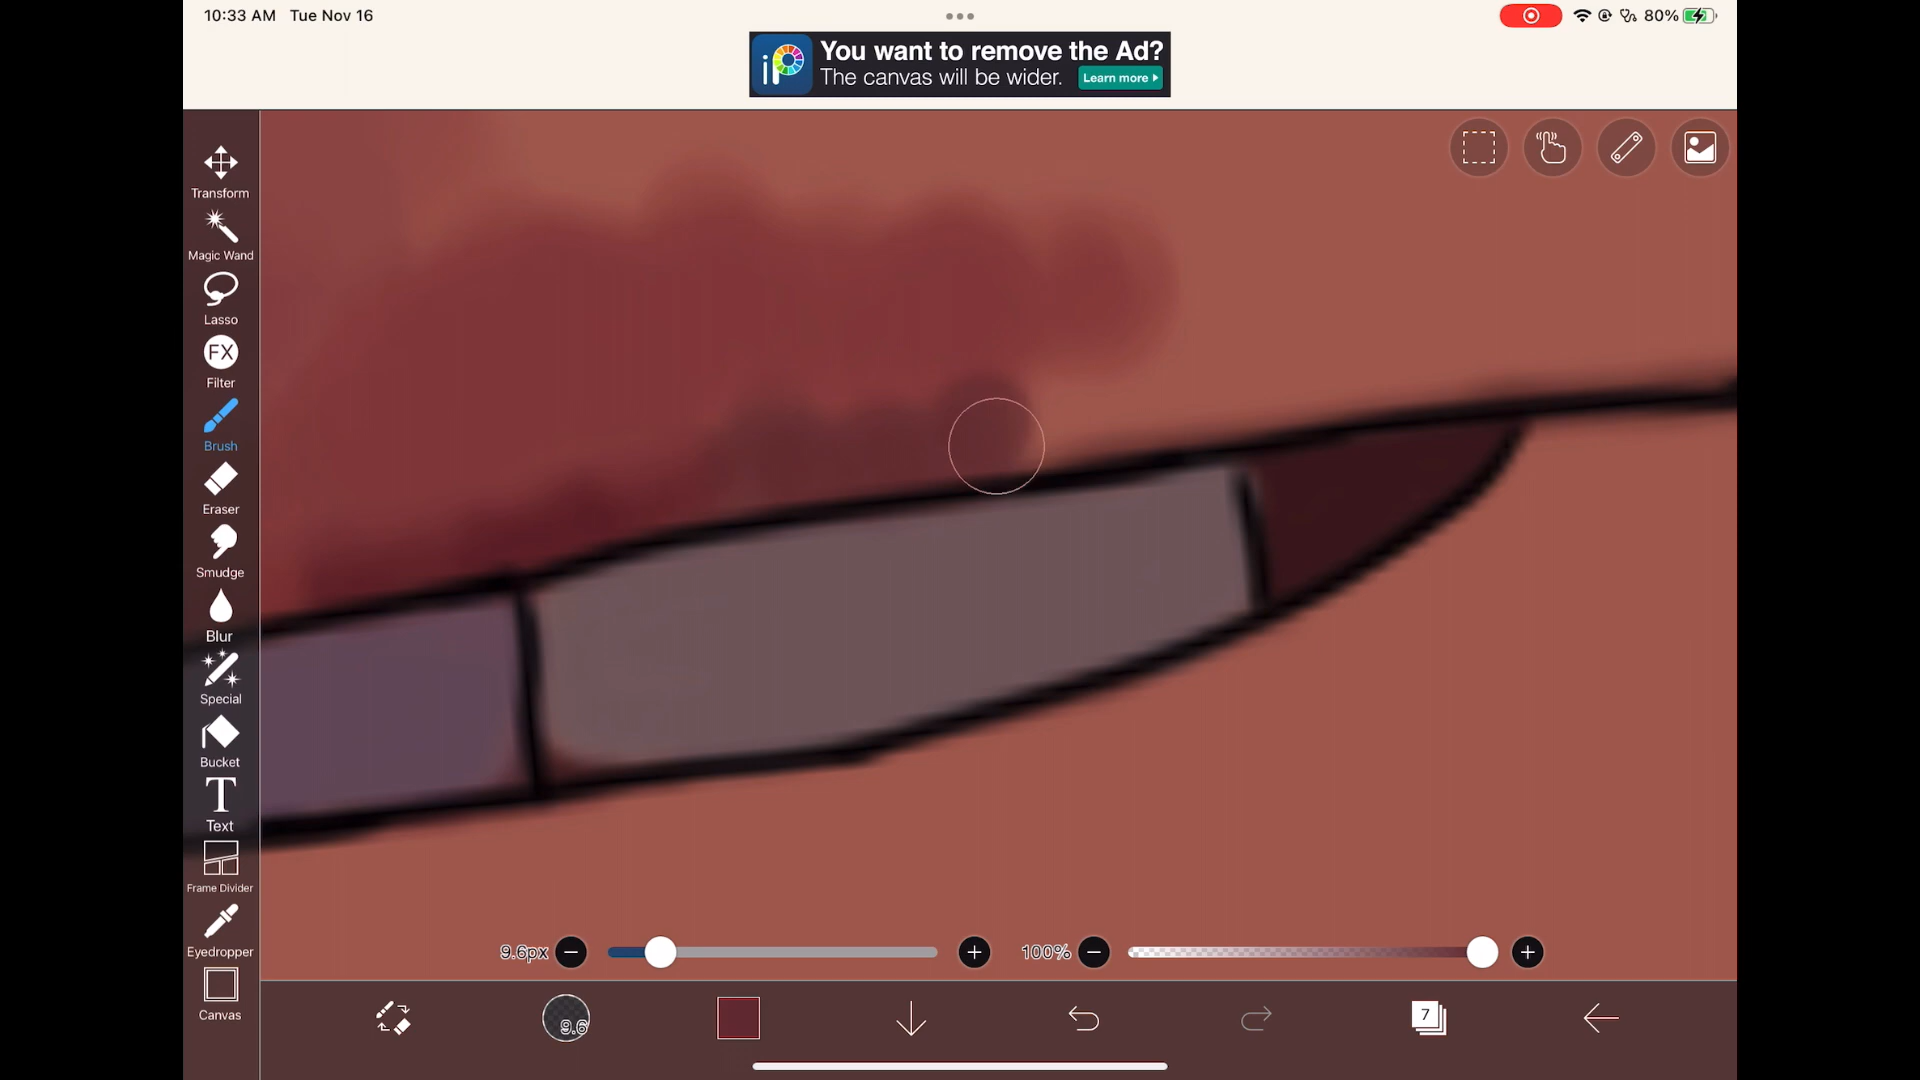 10:33 AM Tue Nov 16
80%
iP
You want to remove the Ad?
The canvas will be wider.
Learn more
Transform
Magic Wand
Lasso
FX
Filter
Brush
Eraser
Smudge
Blur
Special
Bucket
T
Text
Frame Divider
Eyedropper
Canvas
9.6px
100%
9.6
7